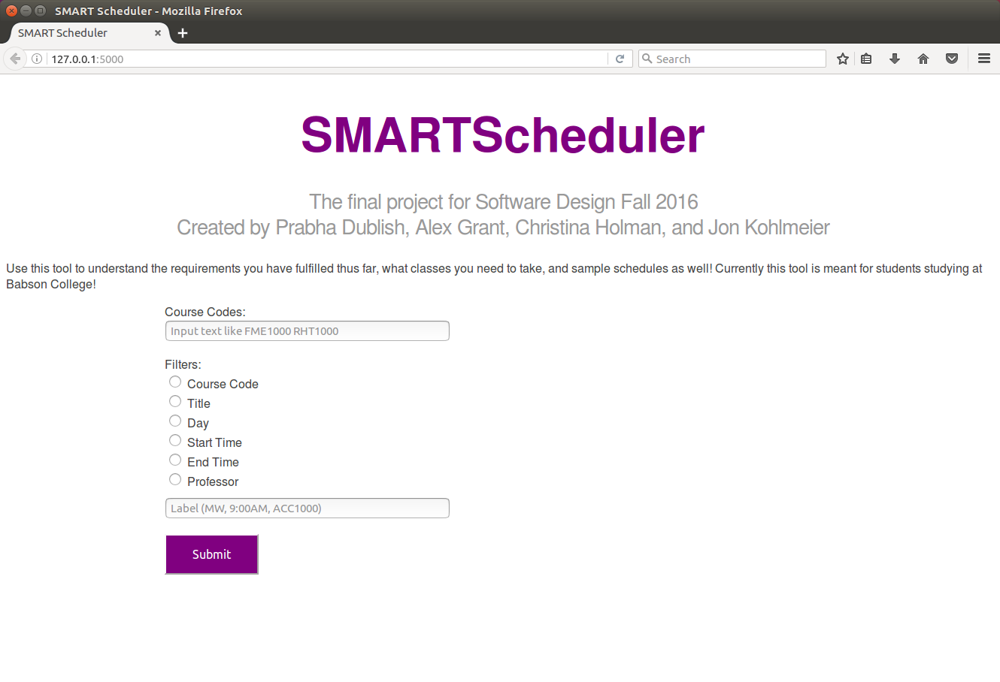 SMART Scheduler - Mozilla Firefox
SMART Scheduler
127.0.0.1:5000
Search
SMARTScheduler
The final project for Software Design Fall 2016
Created by Prabha Dublish, Alex Grant, Christina Holman, and Jon Kohlmeier
Use this tool to understand the requirements you have fulfilled thus far, what classes you need to take, and sample schedules as well! Currently this tool is meant for students studying at
Babson College!
Course Codes:
Input text like FME1000 RHT1000
Filters:
Course Code
Title
Day
Start Time
End Time
Professor
Label (MW, 9:00AM, ACC1000)
Submit